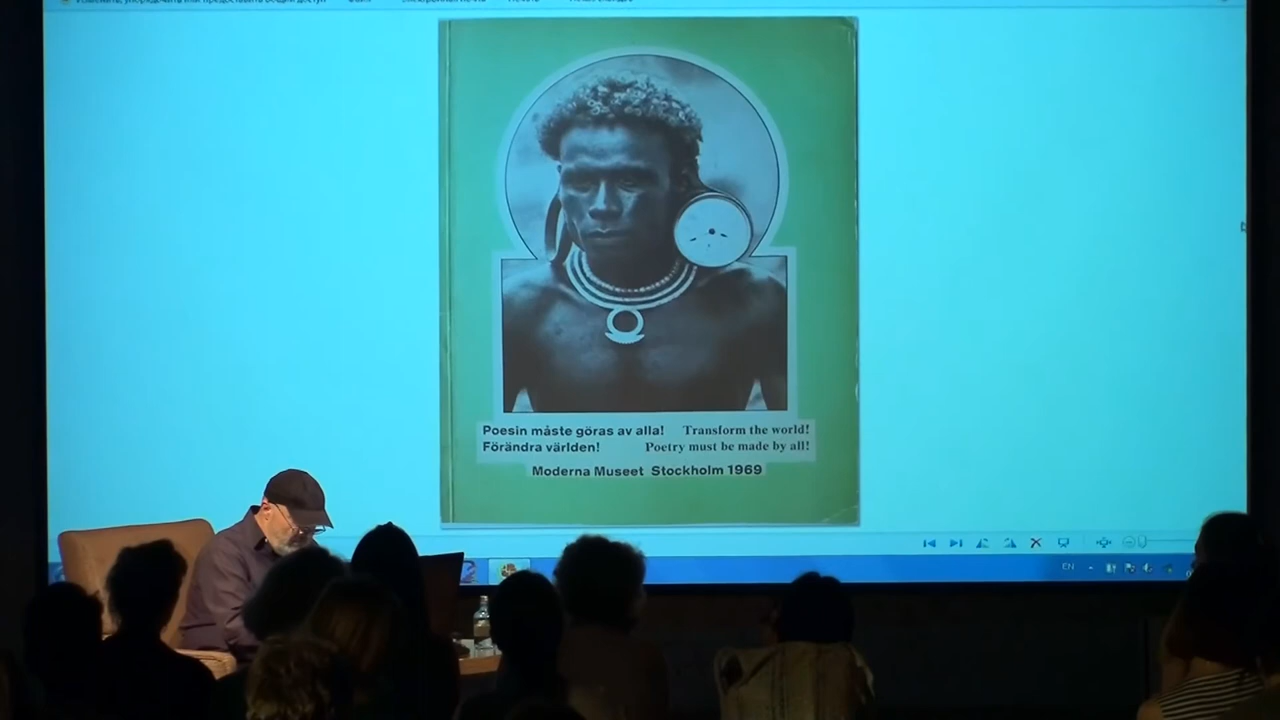 Poesin måste göras av alla! Transform the world!
Förändra världen! Poetry must be made by all!
Moderna Museet Stockholm 1969
EN